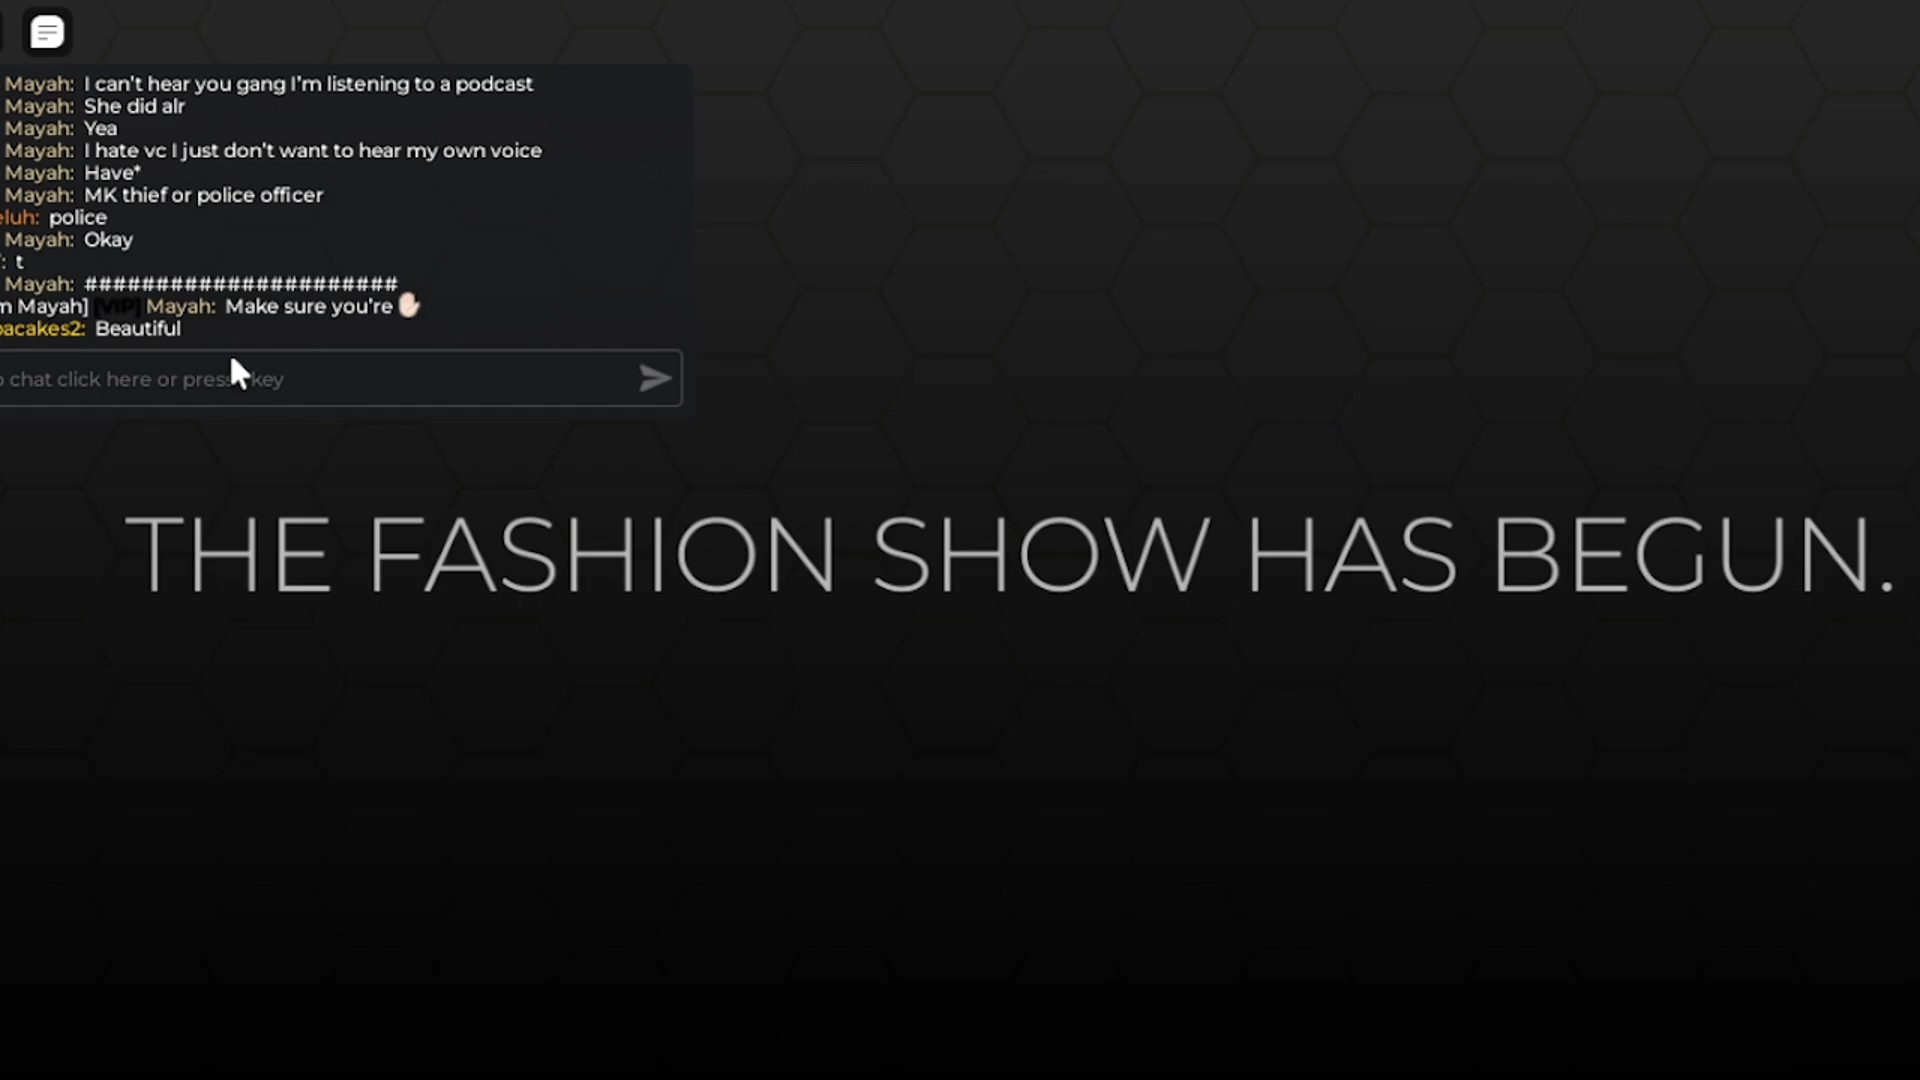 Mayah: I can't hear you gang I'm listening to a podcast
Mayah: She did alr
Mayah: Yea
Mayah: I hate vc I just don't want to hear my own voice
Mayah: Have*
Mayah: MK thief or police officer
eluh: police
Mayah: Okay
: t
Mayah: ######################
m Mayah] [VIP] Mayah: Make sure you're ✋🏻
pacakes2: Beautiful
o chat click here or press key
THE FASHION SHOW HAS BEGUN.